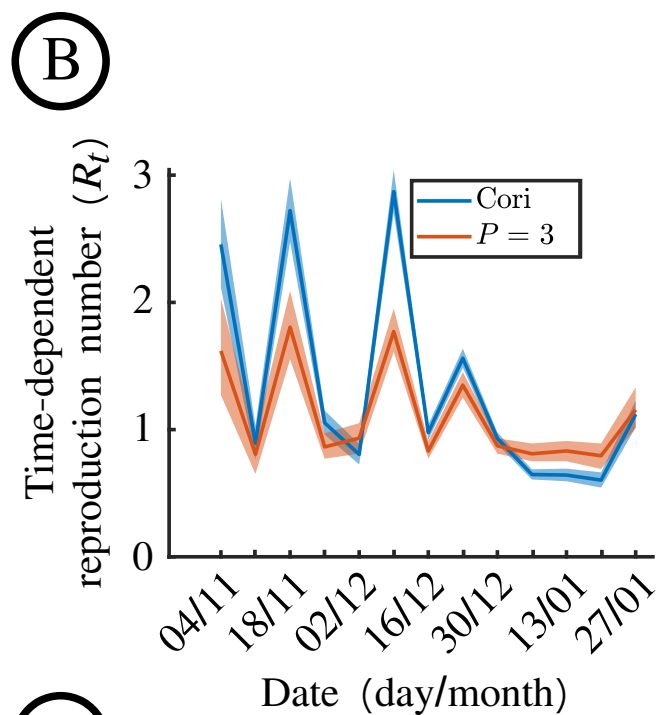 B
Time-dependent
reproduction number (R_t)
3
2
1
0
Cori
P = 3
04/11
18/11
02/12
16/12
30/12
13/01
27/01
Date (day/month)